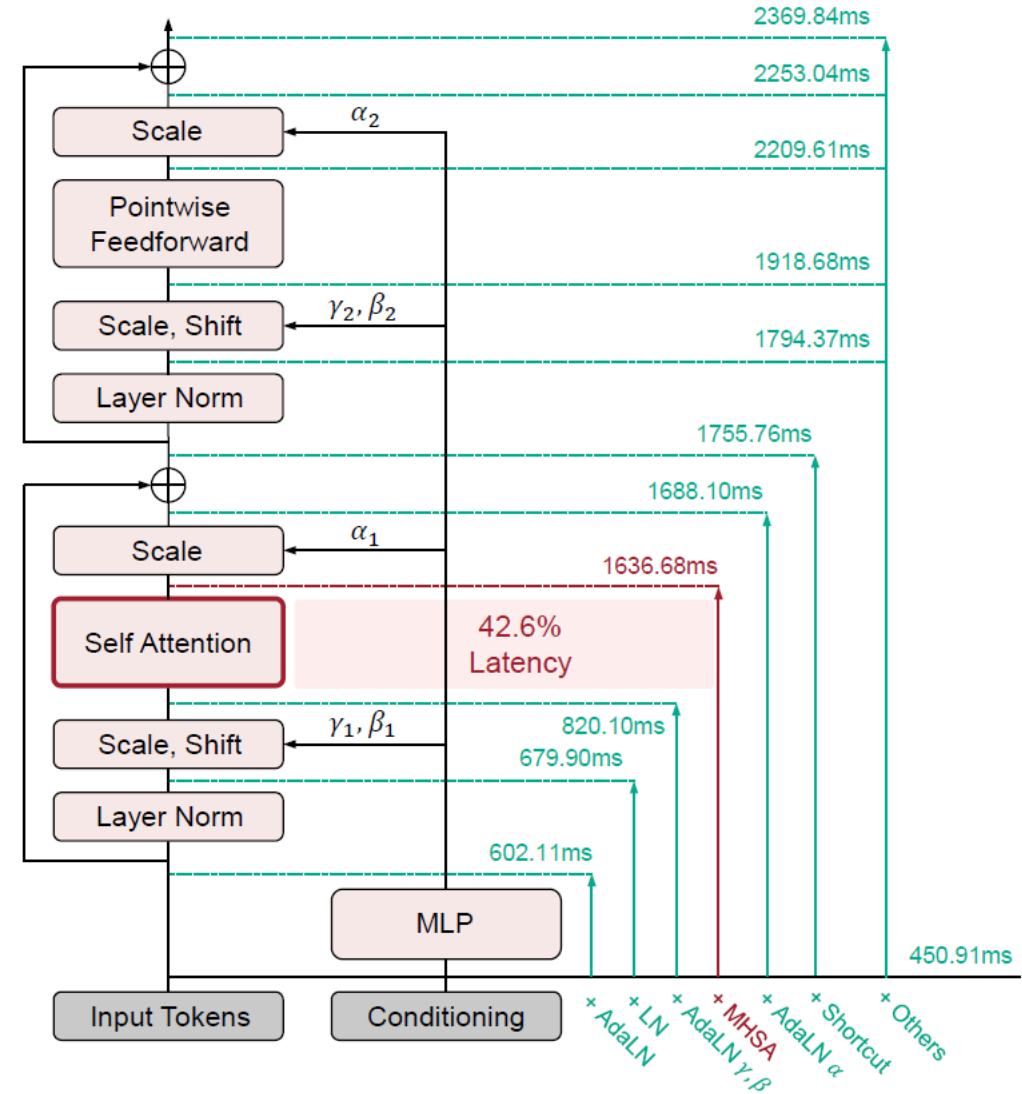 2369.84ms
2253.04ms
α₂
Scale
2209.61ms
Pointwise
Feedforward
1918.68ms
γ₂, β₂
Scale, Shift
1794.37ms
Layer Norm
1755.76ms
1688.10ms
α₁
Scale
1636.68ms
Self Attention
42.6%
Latency
γ₁, β₁
820.10ms
Scale, Shift
679.90ms
Layer Norm
602.11ms
MLP
450.91ms
Input Tokens
Conditioning
+ AdaLN
+ LN
+ AdaLN γ, β
+ MHSA
+ AdaLN α
+ Shortcut
+ Others